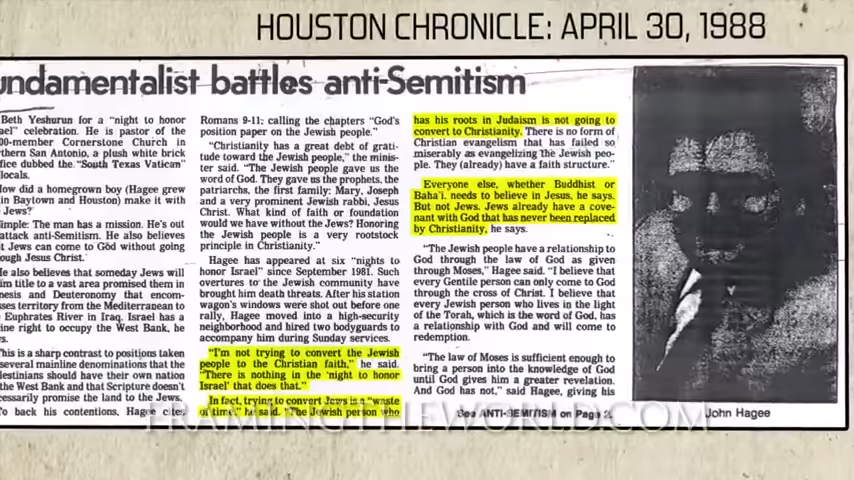 HOUSTON CHRONICLE: APRIL 30, 1988
undamentalist battles anti-Semitism
Beth Yeshurun for a "night to honor
ael" celebration. He is pastor of the
00-member Cornerstone Church in
rthern San Antonio, a plush white brick
fice dubbed the "South Texas Vatican"
locals.
How did a homegrown boy (Hagee grew
in Baytown and Houston) make it with
Jews?
imple: The man has a mission. He's out
attack anti-Semitism. He also believes
t Jews can come to God without going
ough Jesus Christ.
He also believes that someday Jews will
im title to a vast area promised them in
nesis and Deuteronomy that encom-
sses territory from the Mediterranean to
Euphrates River in Iraq. Israel has a
ine right to occupy the West Bank, he
s.
This is a sharp contrast to positions taken
several mainline denominations that the
lestinians should have their own nation
the West Bank and that Scripture doesn't
essarily promise the land to the Jews.
To back his contentions, Hagee cites
Romans 9-11, calling the chapters "God's
position paper on the Jewish people."
"Christianity has a great debt of grati-
tude toward the Jewish people," the minis-
ter said. "The Jewish people gave us the
word of God. They gave us the prophets, the
patriarchs, the first family: Mary, Joseph
and a very prominent Jewish rabbi, Jesus
Christ. What kind of faith or foundation
would we have without the Jews? Honoring
the Jewish people is a very rootstock
principle in Christianity."
Hagee has appeared at six "nights to
honor Israel" since September 1981. Such
overtures to the Jewish community have
brought him death threats. After his station
wagon's windows were shot out before one
rally, Hagee moved into a high-security
neighborhood and hired two bodyguards to
accompany him during Sunday services.
"I'm not trying to convert the Jewish
people to the Christian faith," he said.
"There is nothing in the 'night to honor
Israel' that does that."
In fact, trying to convert Jews is a "waste
of time," he said. "The Jewish person who
has his roots in Judaism is not going to
convert to Christianity. There is no form of
Christian evangelism that has failed so
miserably as evangelizing the Jewish peo-
ple. They (already) have a faith structure."
Everyone else, whether Buddhist or
Baha'i, needs to believe in Jesus, he says.
But not Jews. Jews already have a cove-
nant with God that has never been replaced
by Christianity, he says.
"The Jewish people have a relationship to
God through the law of God as given
through Moses," Hagee said. "I believe that
every Gentile person can only come to God
through the cross of Christ. I believe that
every Jewish person who lives in the light
of the Torah, which is the word of God, has
a relationship with God and will come to
redemption.
"The law of Moses is sufficient enough to
bring a person into the knowledge of God
until God gives him a greater revelation.
And God has not," said Hagee, giving his
See ANTI-SEMITISM on Page 2.
John Hagee
FRAMINGTHEWORLD.COM